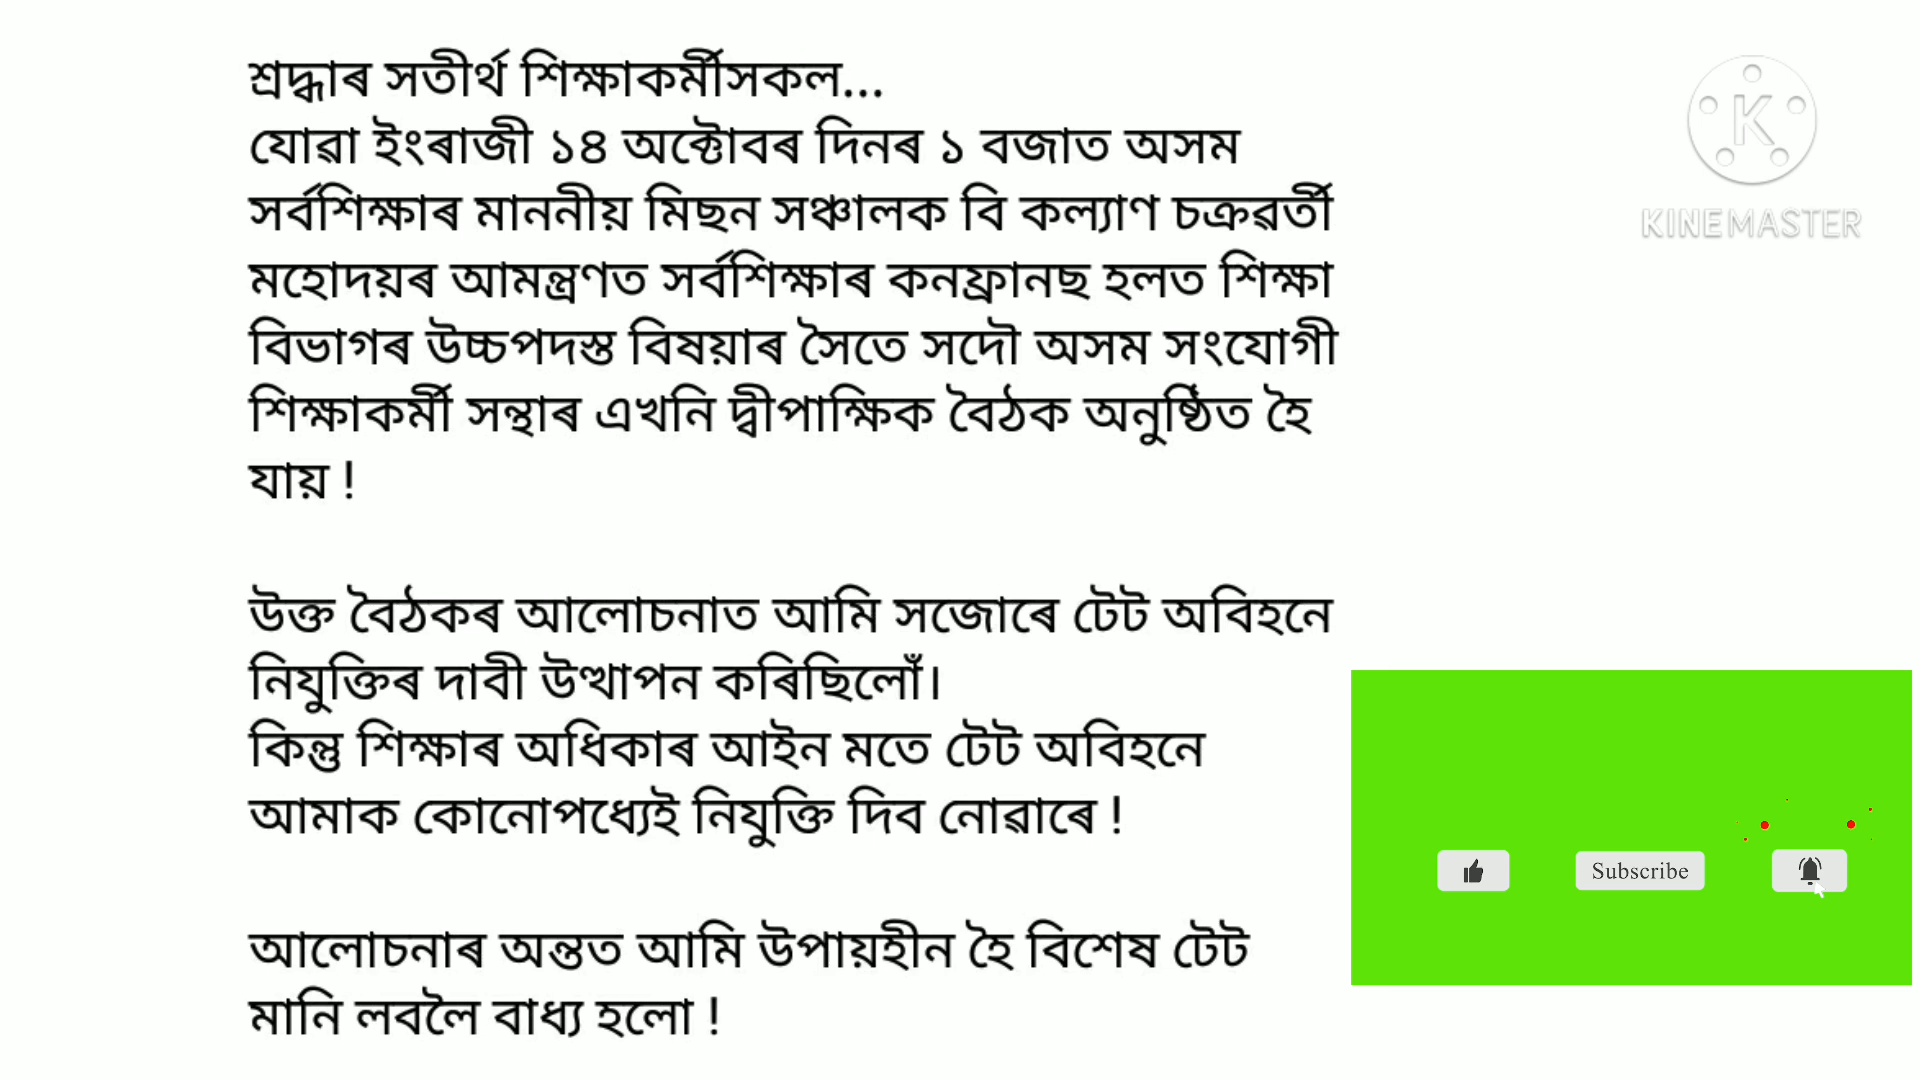 শ্ৰদ্ধাৰ সতীৰ্থ শিক্ষাকৰ্মীসকল...
যোৱা ইংৰাজী ১৪ অক্টোবৰ দিনৰ ১ বজাত অসম
সৰ্বশিক্ষাৰ মাননীয় মিছন সঞ্চালক বি কল্যাণ চক্ৰৱৰ্তী
মহোদয়ৰ আমন্ত্ৰণত সৰ্বশিক্ষাৰ কনফ্ৰানছ হলত শিক্ষা
বিভাগৰ উচ্চপদস্ত বিষয়াৰ সৈতে সদৌ অসম সংযোগী
শিক্ষাকৰ্মী সন্থাৰ এখনি দ্বীপাক্ষিক বৈঠক অনুষ্ঠিত হৈ
যায় !
উক্ত বৈঠকৰ আলোচনাত আমি সজোৰে টেট অবিহনে
নিযুক্তিৰ দাবী উত্থাপন কৰিছিলোঁ।
কিন্তু শিক্ষাৰ অধিকাৰ আইন মতে টেট অবিহনে
আমাক কোনোপধ্যেই নিযুক্তি দিব নোৱাৰে !
আলোচনাৰ অন্তত আমি উপায়হীন হৈ বিশেষ টেট
মানি লবলৈ বাধ্য হলো !
K
KINEMASTER
Subscribe